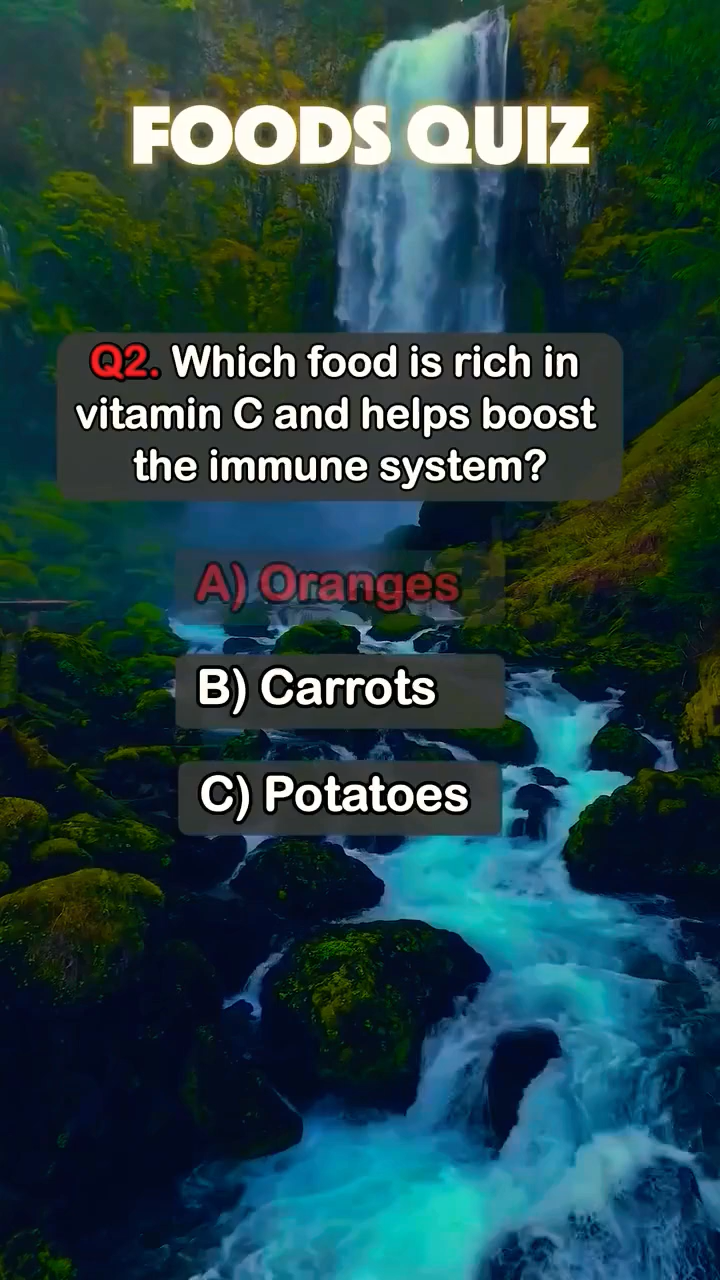 FOODS QUIZ
Q2. Which food is rich in
vitamin C and helps boost
the immune system?
A) Oranges
B) Carrots
C) Potatoes